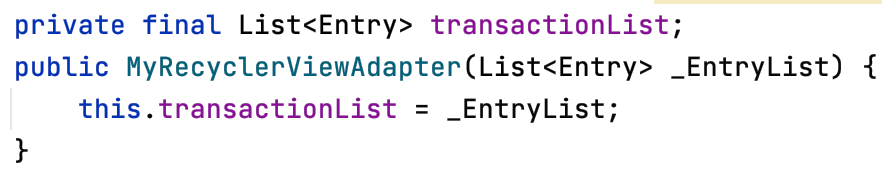 private final List<Entry> transactionList;
public MyRecyclerViewAdapter(List<Entry> _EntryList) {
    this.transactionList = _EntryList;
}